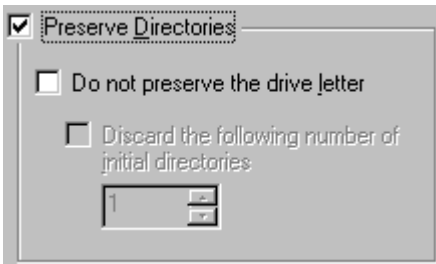 Preserve Directories
Do not preserve the drive letter
Discard the following number of
initial directories
1